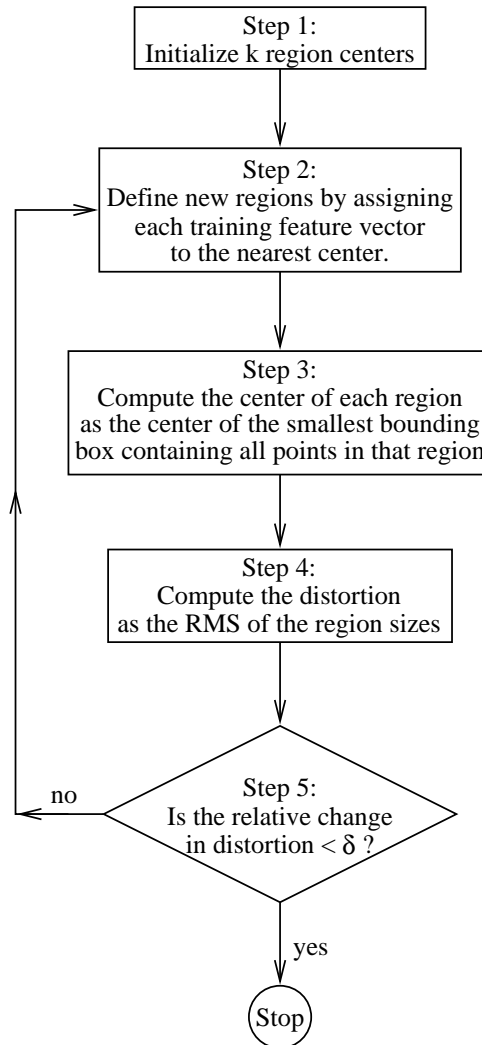 Step 1:
Initialize k region centers
Step 2:
Define new regions by assigning
each training feature vector
to the nearest center.
Step 3:
Compute the center of each region
as the center of the smallest bounding
box containing all points in that region
Step 4:
Compute the distortion
as the RMS of the region sizes
no
Step 5:
Is the relative change
in distortion < δ ?
yes
Stop